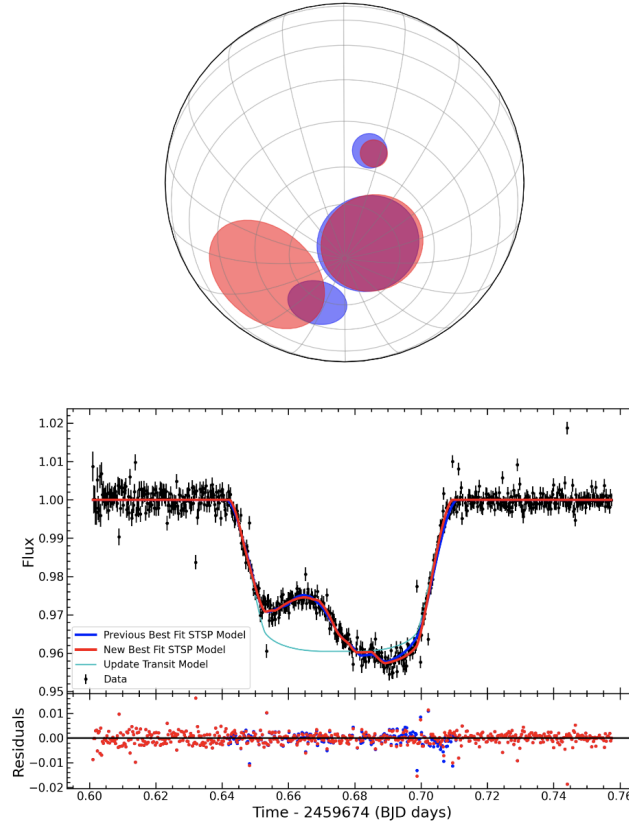 1.02
1.01
1.00
0.99
0.98
0.97
0.96
0.95
Flux
Previous Best Fit STSP Model
New Best Fit STSP Model
Update Transit Model
Data
0.01
0.00
−0.01
−0.02
Residuals
0.60 0.62 0.64 0.66 0.68 0.70 0.72 0.74 0.76
Time - 2459674 (BJD days)